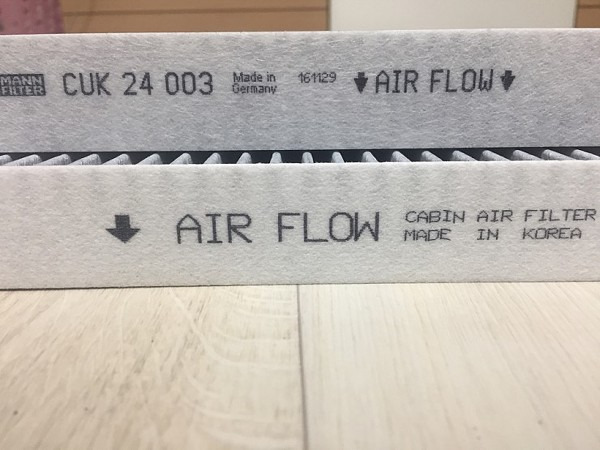 MANN FILTER CUK 24 003 Made in Germany 161129 AIR FLOW
AIR FLOW CABIN AIR FILTER
MADE IN KOREA